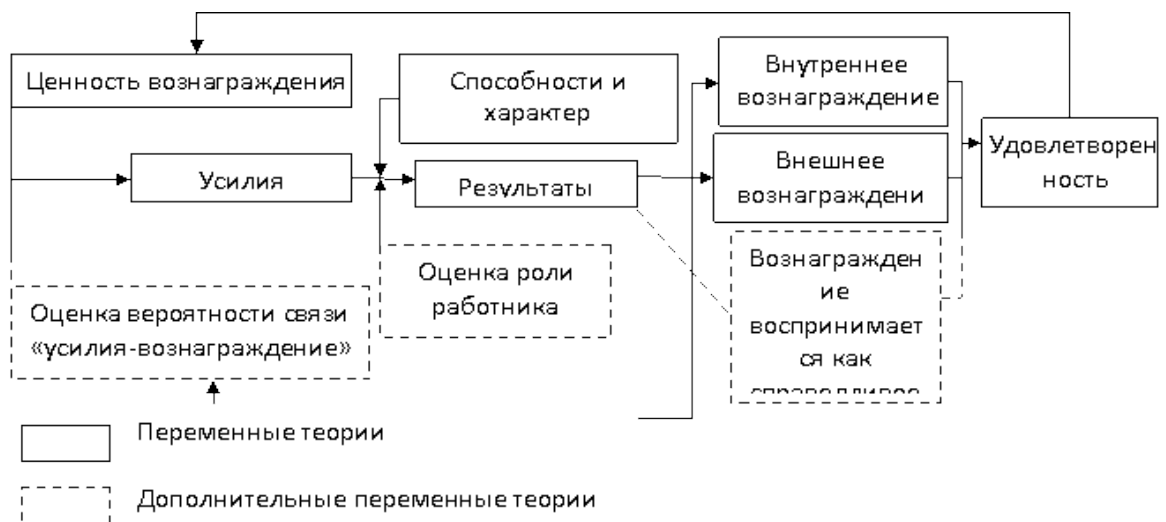 Ценность вознаграждения
Способности и
характер
Внутреннее
вознаграждение
Усилия
Результаты
Внешнее
вознаграждени
Удовлетворен
ность
Оценка роли
работника
Оценка вероятности связи
«усилия-вознаграждение»
Вознагражден
ие
воспринимает
ся как
Переменные теории
Дополнительные переменные теории